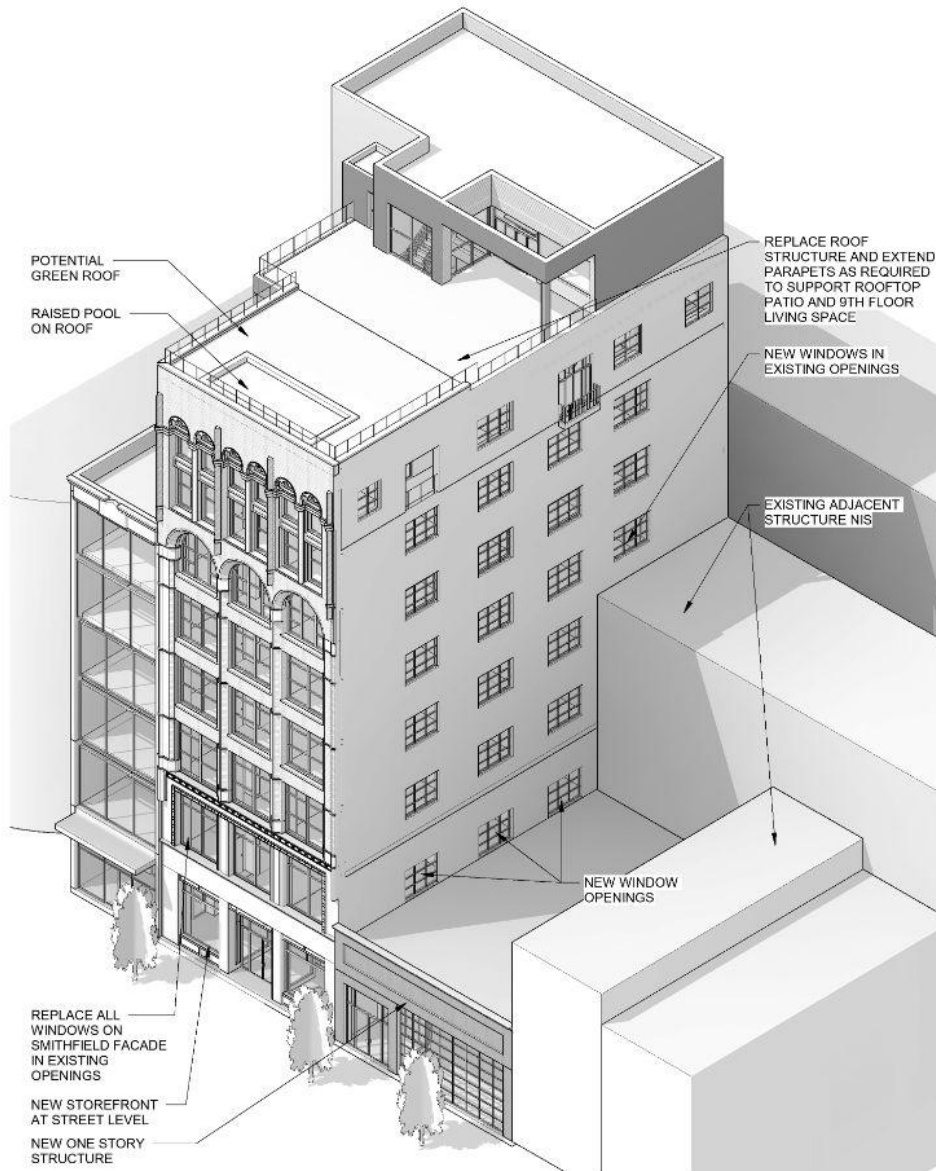 POTENTIAL
GREEN ROOF
RAISED POOL
ON ROOF
REPLACE ROOF
STRUCTURE AND EXTEND
PARAPETS AS REQUIRED
TO SUPPORT ROOFTOP
PATIO AND 9TH FLOOR
LIVING SPACE
NEW WINDOWS IN
EXISTING OPENINGS
EXISTING ADJACENT
STRUCTURE NIS
NEW WINDOW
OPENINGS
REPLACE ALL
WINDOWS ON
SMITHFIELD FACADE
IN EXISTING
OPENINGS
NEW STOREFRONT
AT STREET LEVEL
NEW ONE STORY
STRUCTURE